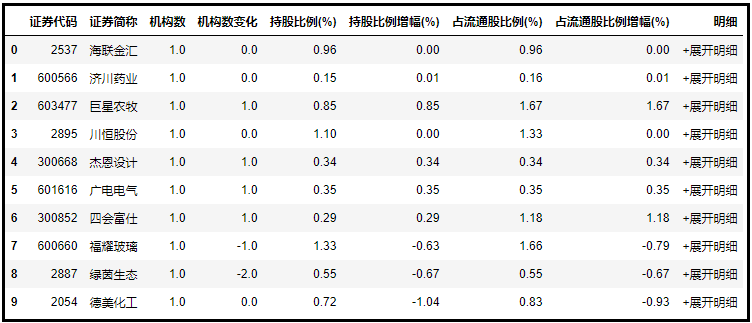 证券代码 证券简称 机构数 机构数变化 持股比例(%) 持股比例增幅(%) 占流通股比例(%) 占流通股比例增幅(%) 明细
0 2537 海联金汇 1.0 0.0 0.96 0.00 0.96 0.00 +展开明细
1 600566 济川药业 1.0 0.0 0.15 0.01 0.16 0.01 +展开明细
2 603477 巨星农牧 1.0 1.0 0.85 0.85 1.67 1.67 +展开明细
3 2895 川恒股份 1.0 0.0 1.10 0.00 1.33 0.00 +展开明细
4 300668 杰恩设计 1.0 1.0 0.34 0.34 0.34 0.34 +展开明细
5 601616 广电电气 1.0 1.0 0.35 0.35 0.35 0.35 +展开明细
6 300852 四会富仕 1.0 1.0 0.29 0.29 1.18 1.18 +展开明细
7 600660 福耀玻璃 1.0 -1.0 1.33 -0.63 1.66 -0.79 +展开明细
8 2887 绿茵生态 1.0 -2.0 0.55 -0.67 0.55 -0.67 +展开明细
9 2054 德美化工 1.0 0.0 0.72 -1.04 0.83 -0.93 +展开明细